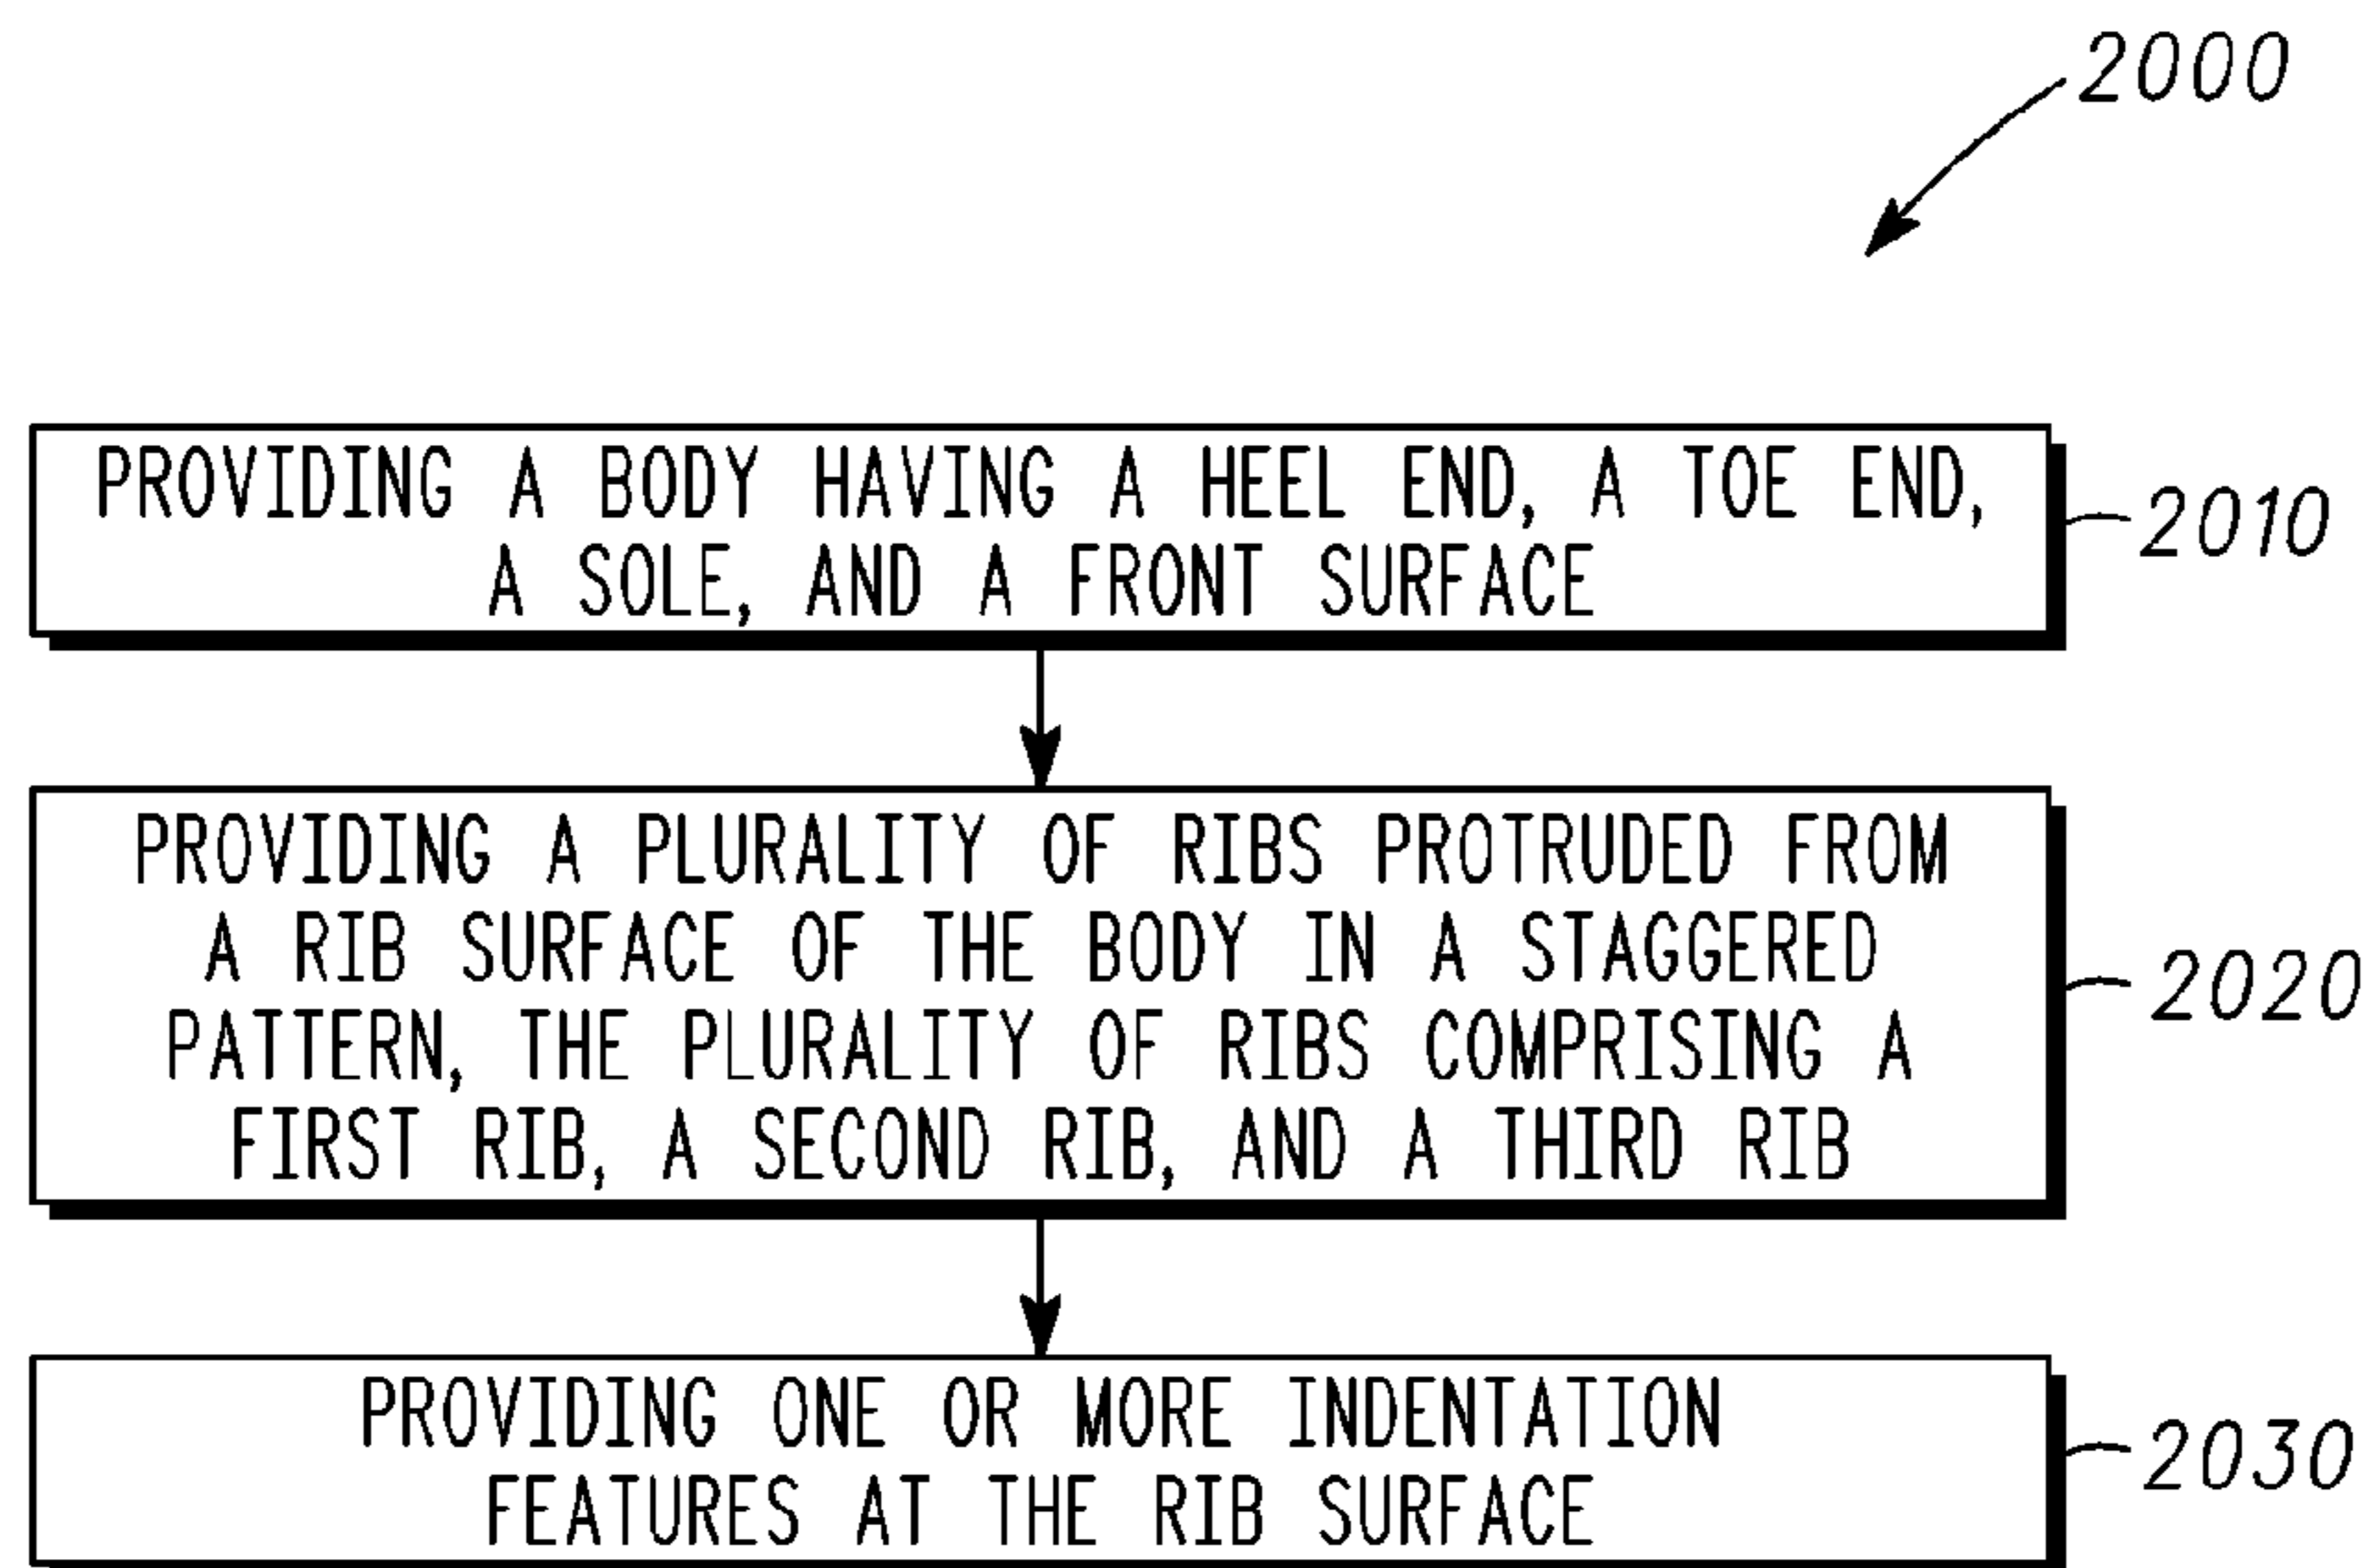 2000
PROVIDING A BODY HAVING A HEEL END, A TOE END,
A SOLE, AND A FRONT SURFACE
2010
PROVIDING A PLURALITY OF RIBS PROTRUDED FROM
A RIB SURFACE OF THE BODY IN A STAGGERED
PATTERN, THE PLURALITY OF RIBS COMPRISING A
FIRST RIB, A SECOND RIB, AND A THIRD RIB
2020
PROVIDING ONE OR MORE INDENTATION
FEATURES AT THE RIB SURFACE
2030